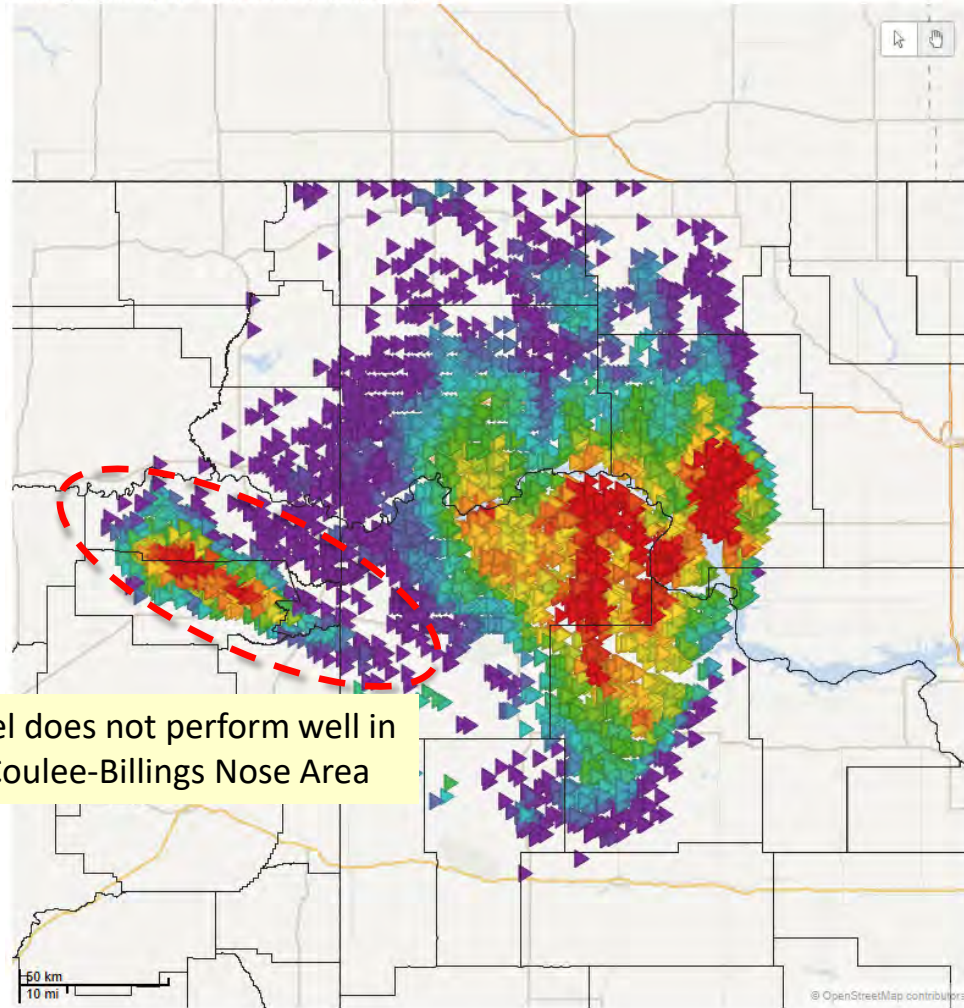 el does not perform well in
Coulee-Billings Nose Area
50 km
10 mi
© OpenStreetMap contributors